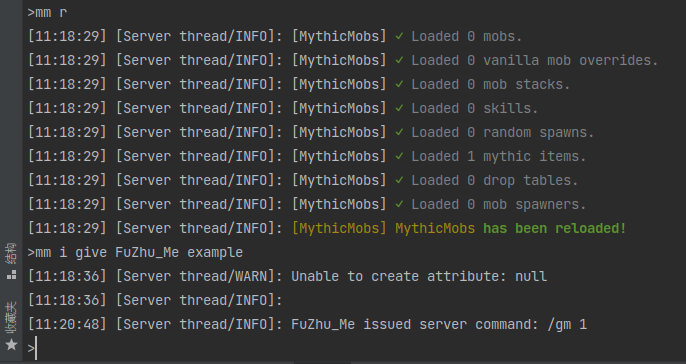 >mm r
[11:18:29] [Server thread/INFO]: [MythicMobs] ✓ Loaded 0 mobs.
[11:18:29] [Server thread/INFO]: [MythicMobs] ✓ Loaded 0 vanilla mob overrides.
[11:18:29] [Server thread/INFO]: [MythicMobs] ✓ Loaded 0 mob stacks.
[11:18:29] [Server thread/INFO]: [MythicMobs] ✓ Loaded 0 skills.
[11:18:29] [Server thread/INFO]: [MythicMobs] ✓ Loaded 0 random spawns.
[11:18:29] [Server thread/INFO]: [MythicMobs] ✓ Loaded 1 mythic items.
[11:18:29] [Server thread/INFO]: [MythicMobs] ✓ Loaded 0 drop tables.
[11:18:29] [Server thread/INFO]: [MythicMobs] ✓ Loaded 0 mob spawners.
[11:18:29] [Server thread/INFO]: [MythicMobs] MythicMobs has been reloaded!
>mm i give FuZhu_Me example
[11:18:36] [Server thread/WARN]: Unable to create attribute: null
[11:18:36] [Server thread/INFO]:
[11:20:48] [Server thread/INFO]: FuZhu_Me issued server command: /gm 1
>
结构
收藏夹